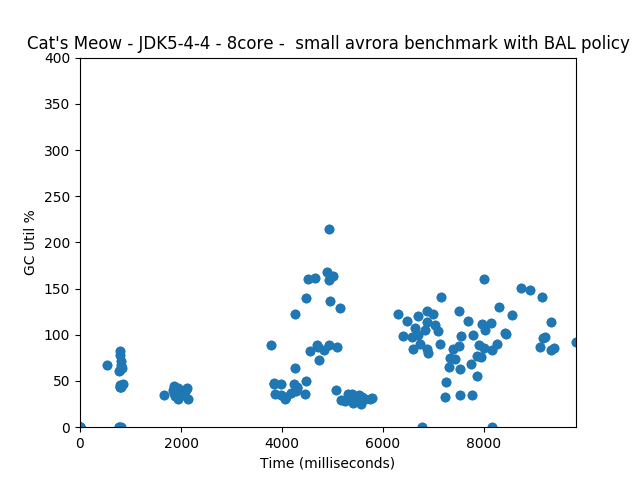 Cat's Meow - JDK5-4-4 - 8core -  small avrora benchmark with BAL policy
400
350
300
250
200
150
100
50
0
GC Util %
0 2000 4000 6000 8000
Time (milliseconds)